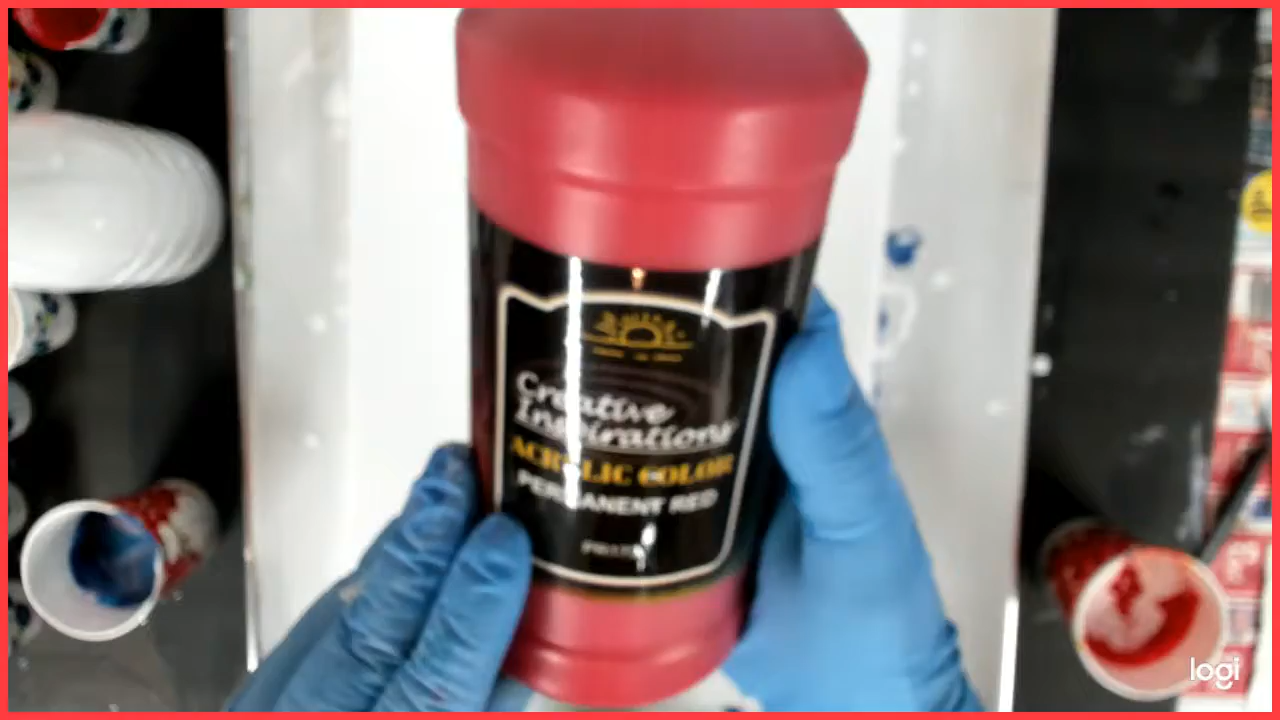 Creative
Inspirations
ACRYLIC COLOR
PERMANENT RED
logi